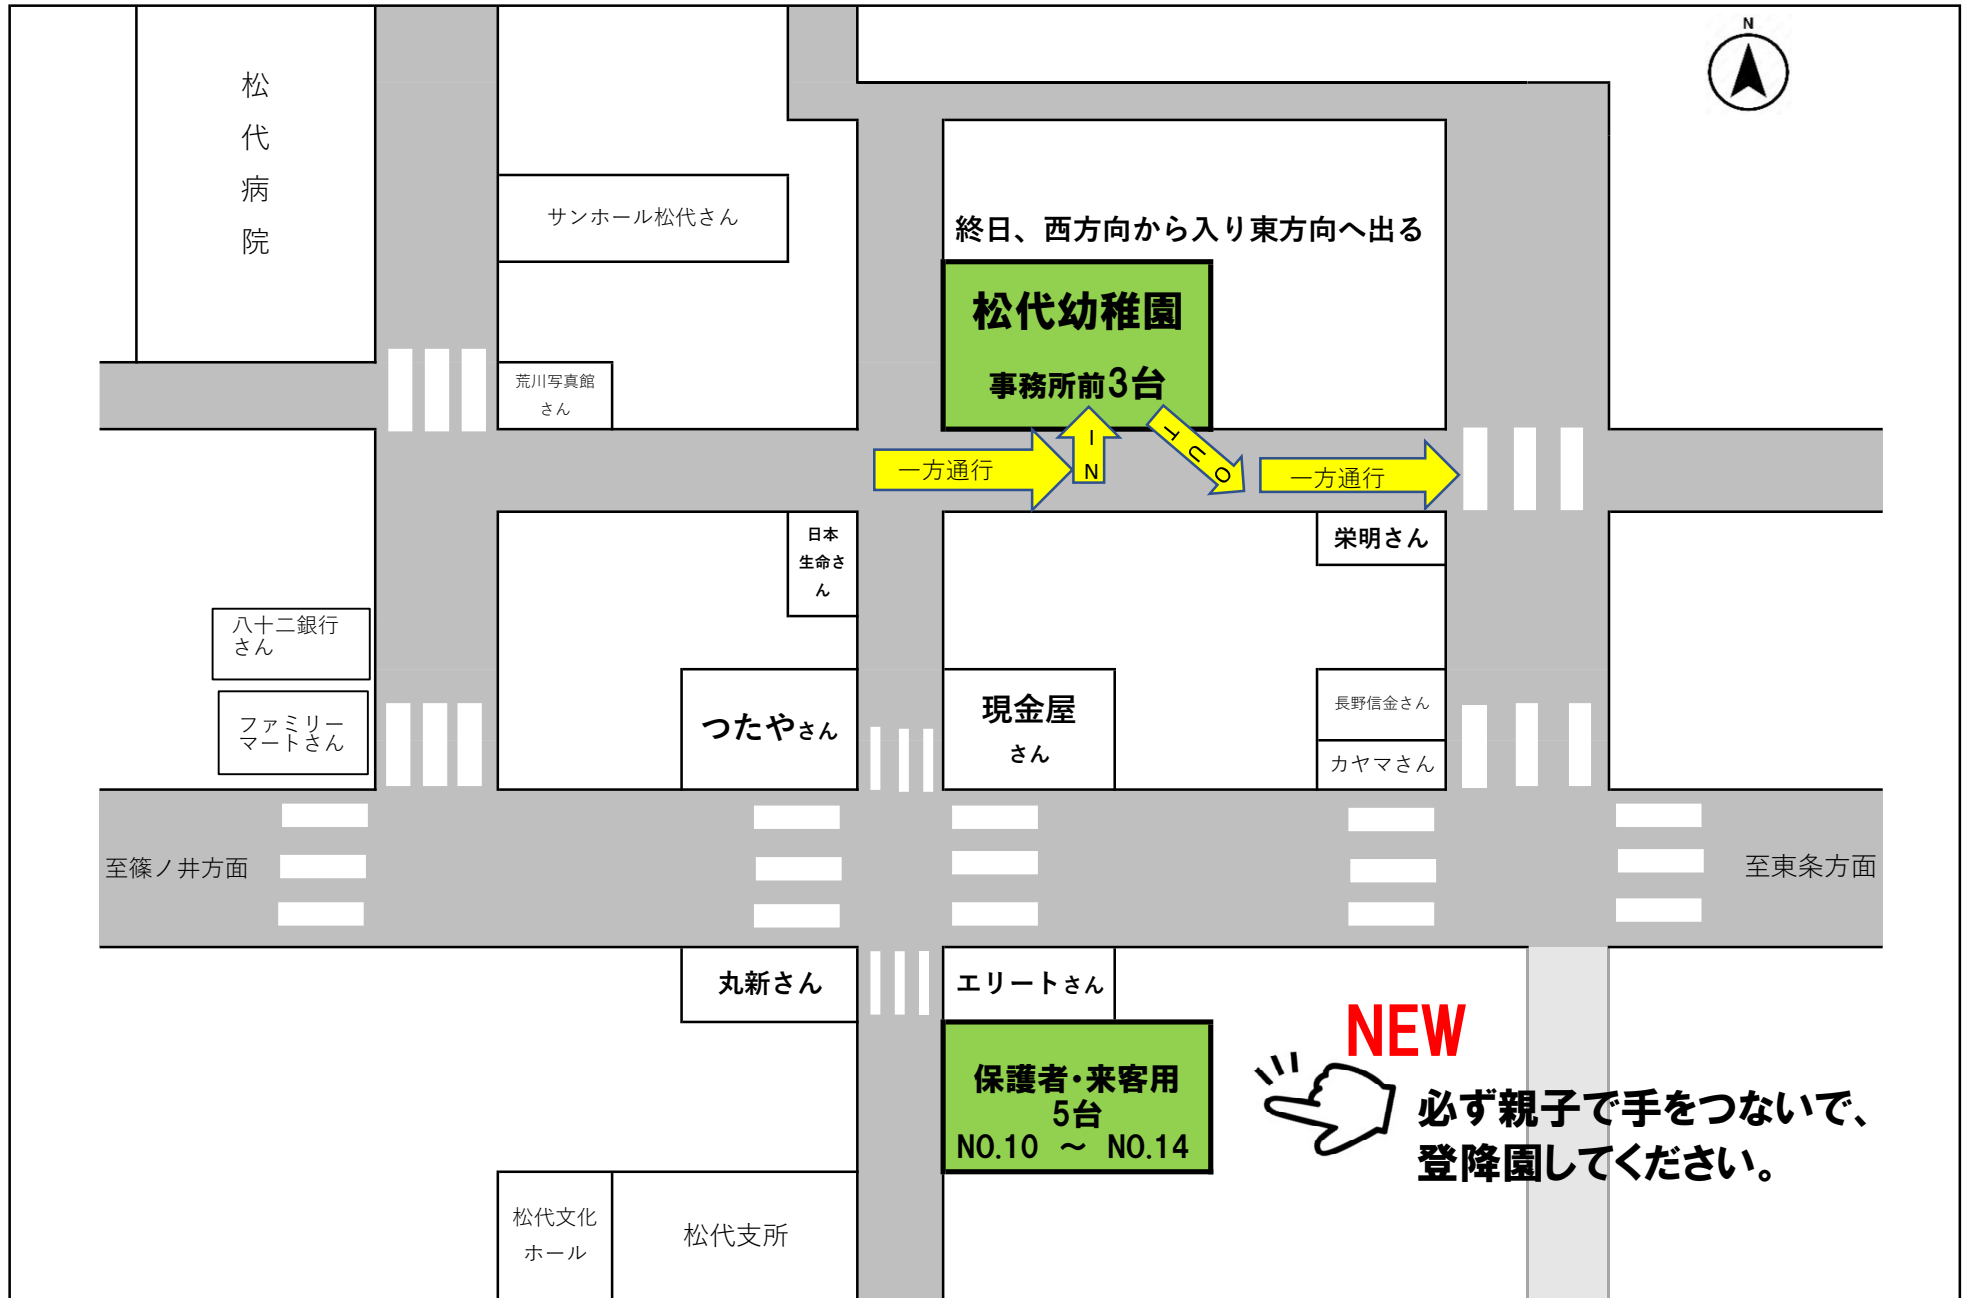 N
松代病院
サンホール松代さん
終日、西方向から入り東方向へ出る
松代幼稚園
事務所前3台
荒川写真館
さん
一方通行
IN
OUT
一方通行
日本
生命さ
ん
栄明さん
八十二銀行
さん
ファミリー
マートさん
つたやさん
現金屋
さん
長野信金さん
カヤマさん
至篠ノ井方面
至東条方面
丸新さん
エリートさん
NEW
保護者・来客用
5台
NO.10 ～ NO.14
必ず親子で手をつないで、
登降園してください。
松代文化
ホール
松代支所